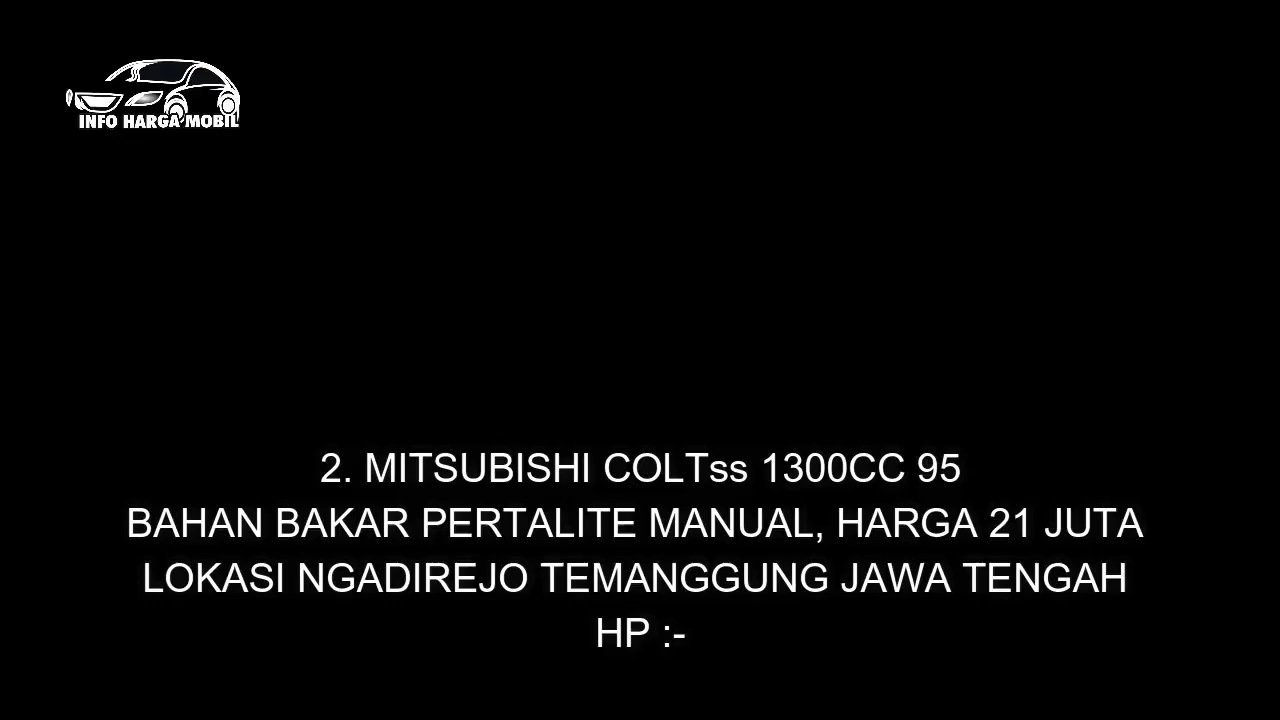 INFO HARGA MOBIL
2. MITSUBISHI COLTss 1300CC 95
BAHAN BAKAR PERTALITE MANUAL, HARGA 21 JUTA
LOKASI NGADIREJO TEMANGGUNG JAWA TENGAH
HP :-